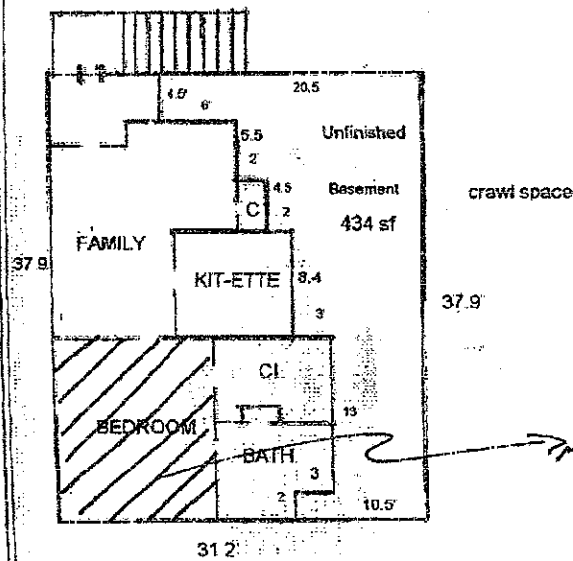 4.5'
20.5
6'
5.5
Unfinished
2'
4.5
Basement
crawl space
C
2
434 sf
FAMILY
37.9
KIT-ETTE
8.4
37.9'
3'
CI
13
BEDROOM
BATH
3
2
10.5'
31.2'